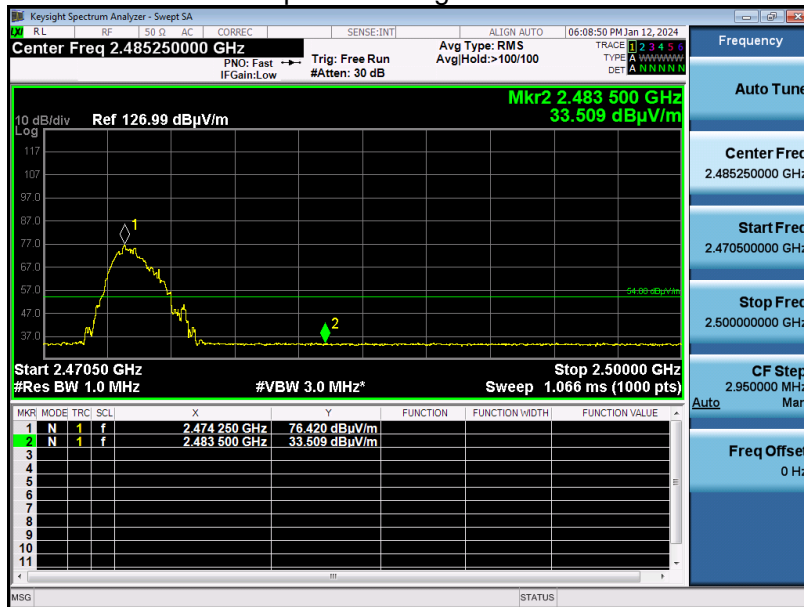 Keysight Spectrum Analyzer - Swept SA
LXI RL RF 50 Ω AC CORREC SENSE:INT ALIGN AUTO 06:08:50 PM Jan 12, 2024
Center Freq 2.485250000 GHz
PNO: Fast
IFGain:Low
Trig: Free Run
#Atten: 30 dB
Avg Type: RMS
Avg|Hold:>100/100
TRACE 1 2 3 4 5 6
TYPE A WWWWW
DET A N N N N N
Mkr2 2.483 500 GHz
33.509 dBµV/m
10 dB/div Ref 126.99 dBµV/m
Log
117
107
97.0
87.0
77.0
67.0
57.0
47.0
37.0
1
2
54.00 dBµV/m
Start 2.47050 GHz Stop 2.50000 GHz
#Res BW 1.0 MHz #VBW 3.0 MHz* Sweep 1.066 ms (1000 pts)
MKR MODE TRC SCL X Y FUNCTION FUNCTION WIDTH FUNCTION VALUE
1 N 1 f 2.474 250 GHz 76.420 dBµV/m
2 N 1 f 2.483 500 GHz 33.509 dBµV/m
3
4
5
6
7
8
9
10
11
MSG STATUS
Frequency
Auto Tune
Center Freq
2.485250000 GHz
Start Freq
2.470500000 GHz
Stop Freq
2.500000000 GHz
CF Step
2.950000 MHz
Auto Man
Freq Offset
0 Hz